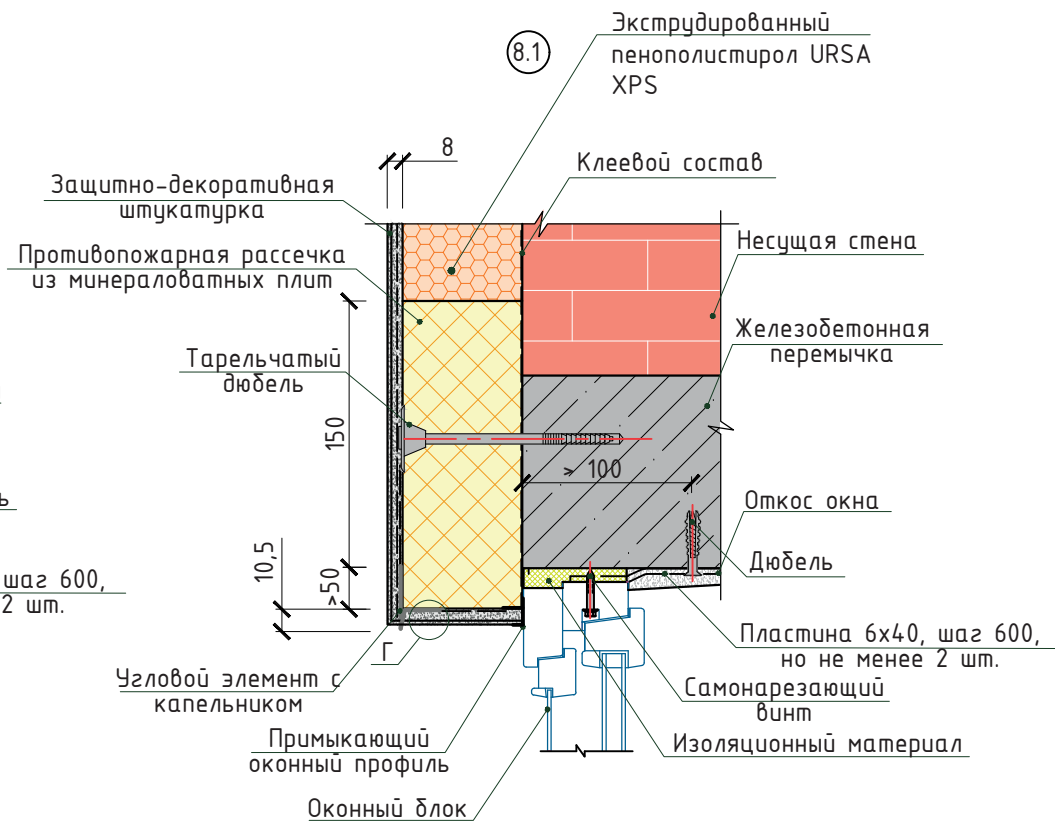 Экструдированный
пенополистирол URSA
XPS
8.1
8
Клеевой состав
Защитно-декоративная
штукатурка
Несущая стена
Противопожарная рассечка
из минераловатных плит
Железобетонная
перемычка
Тарельчатый
дюбель
150
> 100
ь
Откос окна
10,5
>50
Дюбель
шаг 600,
2 шт.
Пластина 6х40, шаг 600,
но не менее 2 шт.
Г
Угловой элемент с
капельником
Самонарезающий
винт
Примыкающий
оконный профиль
Изоляционный материал
Оконный блок